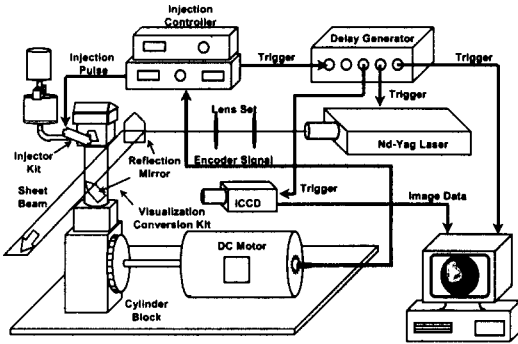 Injection
Controller
Delay Generator
Injection
Pulse
Trigger
Trigger
Trigger
Lens Set
Nd-Yag Laser
Injector
Kit
Encoder Signal
Reflection
Mirror
Sheet
Beam
Trigger
ICCD
Image Data
Visualization
Conversion Kit
DC Motor
Cylinder
Block